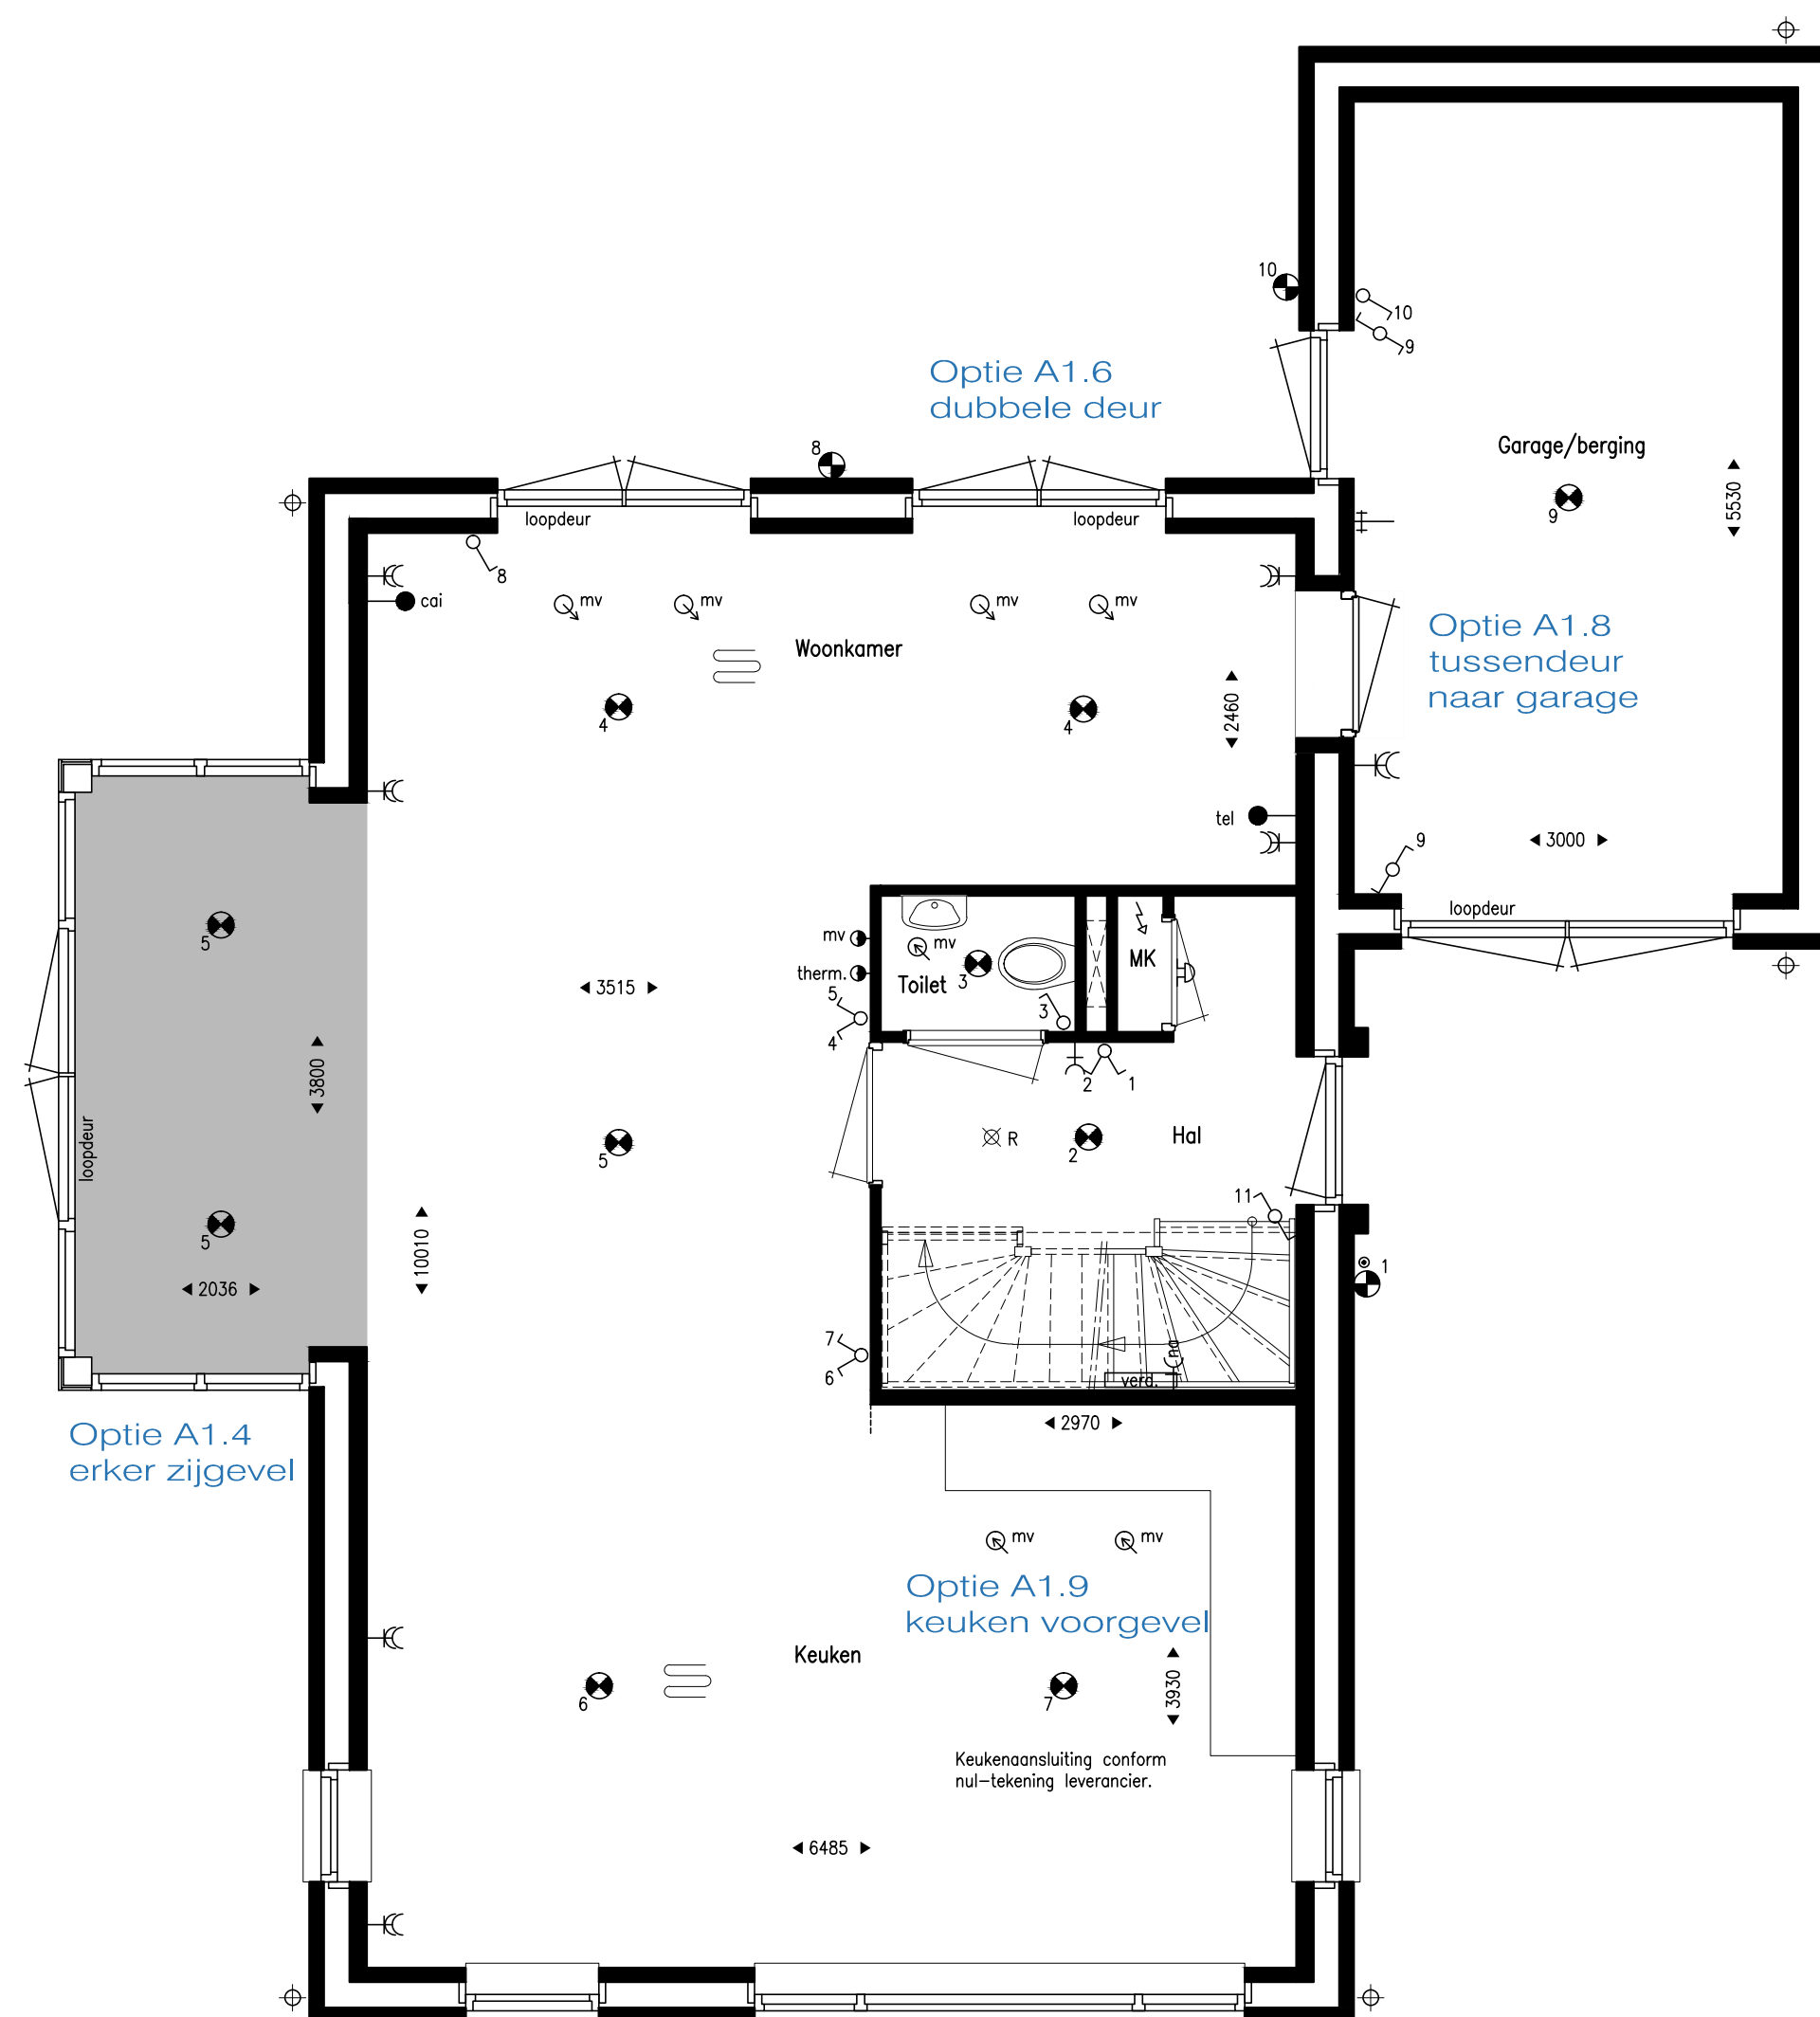 10
10
9
Optie A1.6
dubbele deur
8
Garage/berging
9
5530
loopdeur
loopdeur
8
cai
mv
mv
mv
mv
Woonkamer
Optie A1.8
tussendeur
naar garage
4
4
2460
tel
3000
9
loopdeur
mv
mv
MK
therm.
Toilet
3
5
3
4
5
3515
3800
2
1
loopdeur
R
Hal
2
5
11
5
10010
2036
1
7
6
verd.
Optie A1.4
erker zijgevel
2970
mv
mv
Optie A1.9
keuken voorgevel
Keuken
6
7
3930
Keukenaansluiting conform
nul-tekening leverancier.
6485